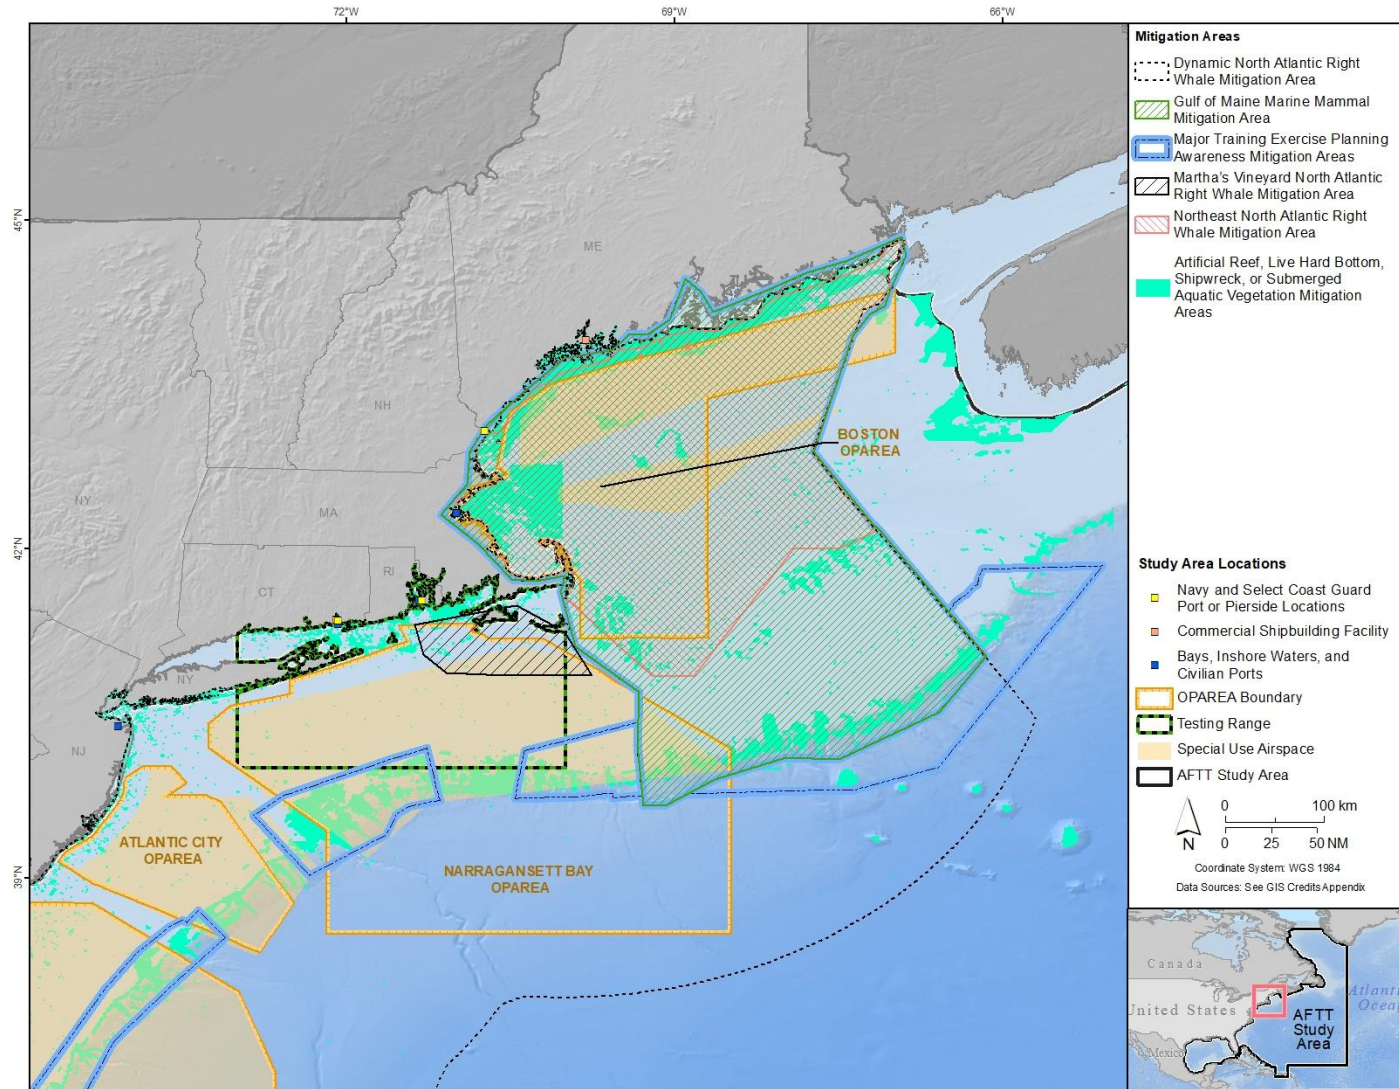 72°W
69°W
66°W
45°N
42°N
39°N
ME
NH
NY
MA
CT
RI
NY
NJ
BOSTON
OPAREA
ATLANTIC CITY
OPAREA
NARRAGANSETT BAY
OPAREA
Mitigation Areas
Dynamic North Atlantic Right
Whale Mitigation Area
Gulf of Maine Marine Mammal
Mitigation Area
Major Training Exercise Planning
Awareness Mitigation Areas
Martha's Vineyard North Atlantic
Right Whale Mitigation Area
Northeast North Atlantic Right
Whale Mitigation Area
Artificial Reef, Live Hard Bottom,
Shipwreck, or Submerged
Aquatic Vegetation Mitigation
Areas
Study Area Locations
Navy and Select Coast Guard
Port or Pierside Locations
Commercial Shipbuilding Facility
Bays, Inshore Waters, and
Civilian Ports
OPAREA Boundary
Testing Range
Special Use Airspace
AFTT Study Area
N
0 100 km
0 25 50 NM
Coordinate System: WGS 1984
Data Sources: See GIS Credits Appendix
Canada
United States
Mexico
Atlantic
Ocean
AFTT
Study
Area